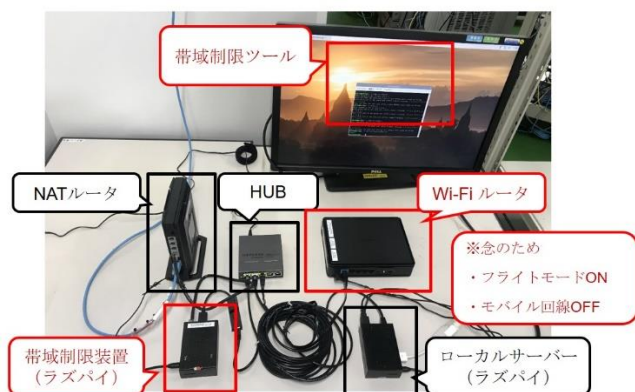 帯域制限ツール
NATルータ
HUB
Wi-Fi ルータ
※念のため
・フライトモードON
・モバイル回線OFF
帯域制限装置
(ラズパイ)
ローカルサーバー
(ラズパイ)
DELL